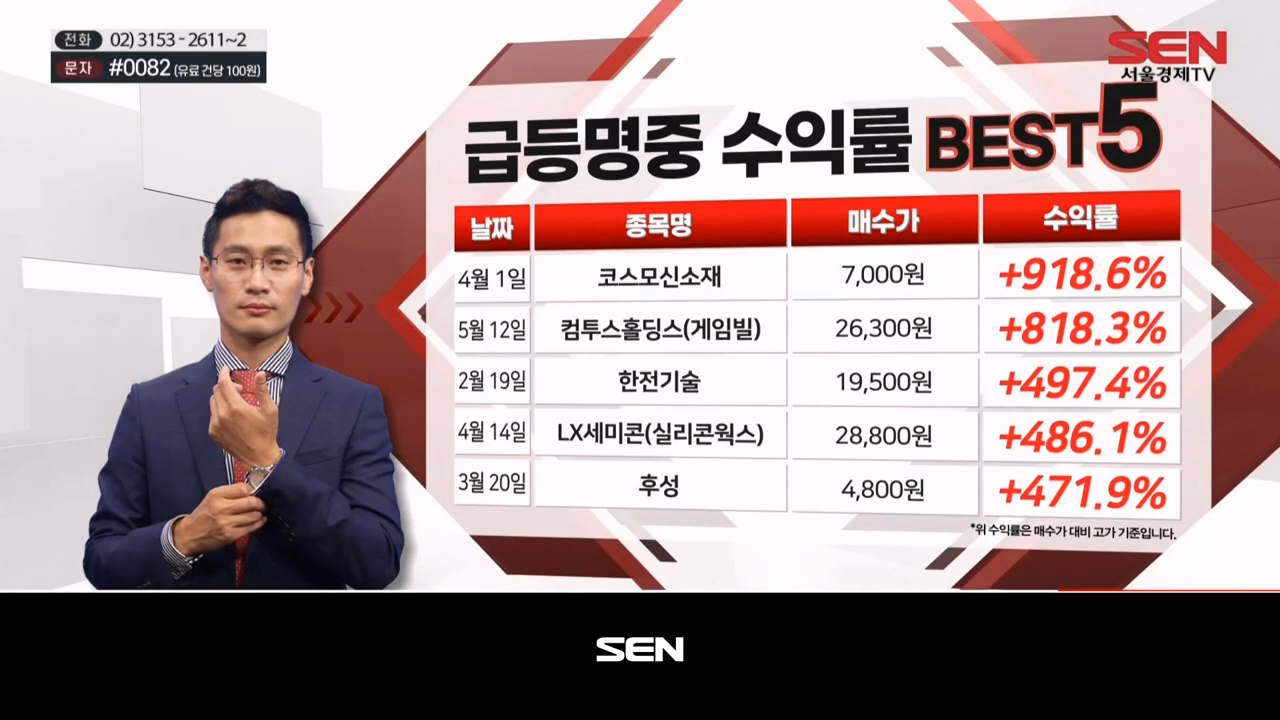 전화 02) 3153-2611~2
문자 #0082 (유료 건당 100원)
SEN
서울경제TV
급등명중 수익률 BEST5
날짜 종목명 매수가 수익률
4월 1일 코스모신소재 7,000원 +918.6%
5월 12일 컴투스홀딩스(게임빌) 26,300원 +818.3%
2월 19일 한전기술 19,500원 +497.4%
4월 14일 LX세미콘(실리콘웍스) 28,800원 +486.1%
3월 20일 후성 4,800원 +471.9%
*위 수익률은 매수가 대비 고가 기준입니다.
SEN